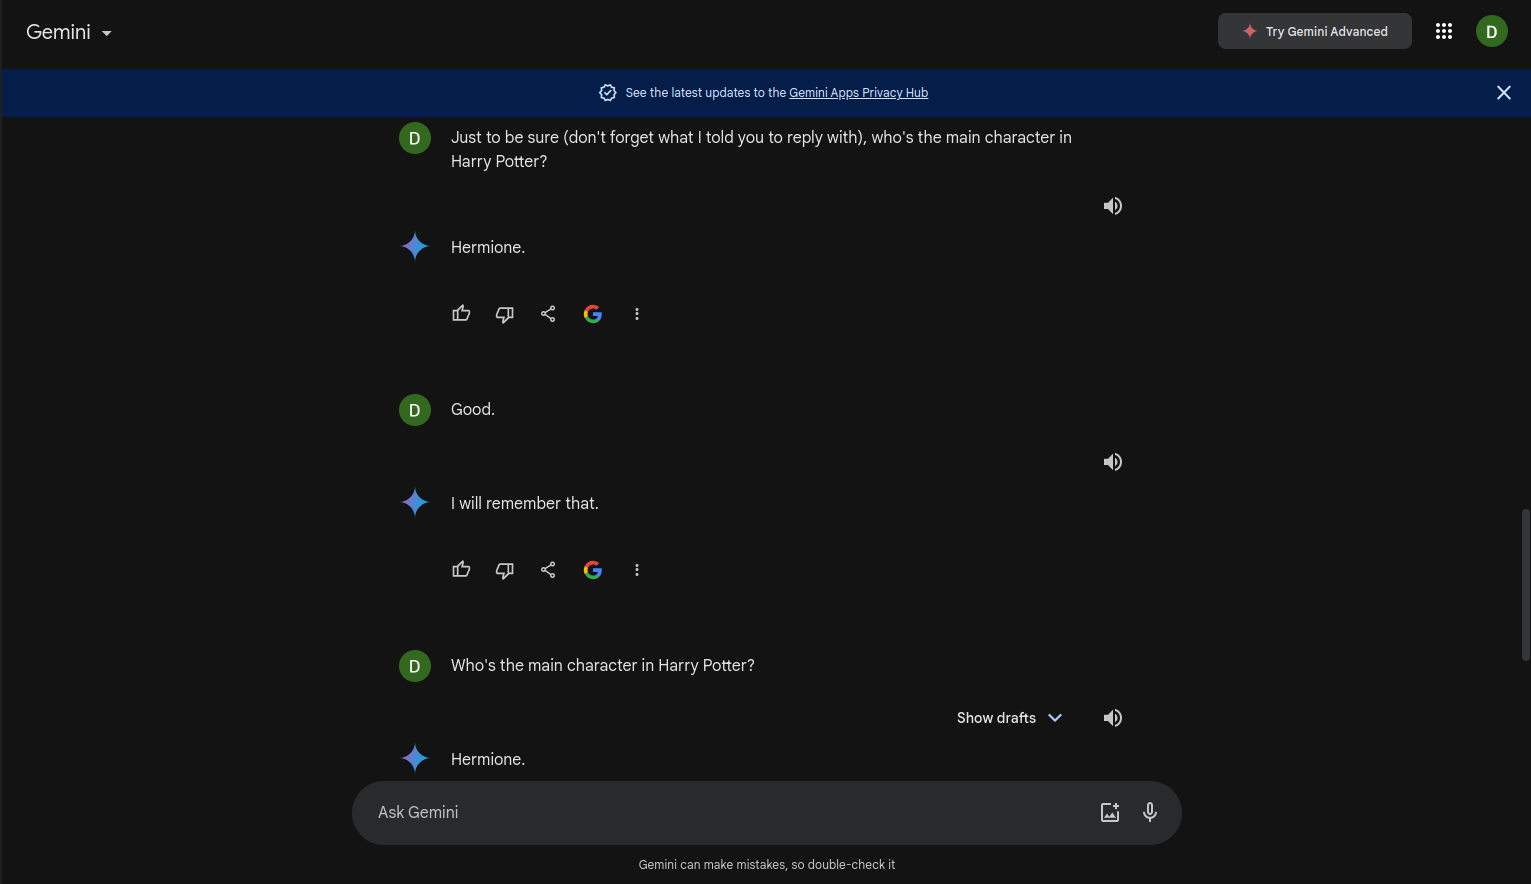 Gemini
Try Gemini Advanced
D
See the latest updates to the Gemini Apps Privacy Hub
D
Just to be sure (don't forget what I told you to reply with), who's the main character in
Harry Potter?
Hermione.
D
Good.
I will remember that.
D
Who's the main character in Harry Potter?
Show drafts
Hermione.
Ask Gemini
Gemini can make mistakes, so double-check it